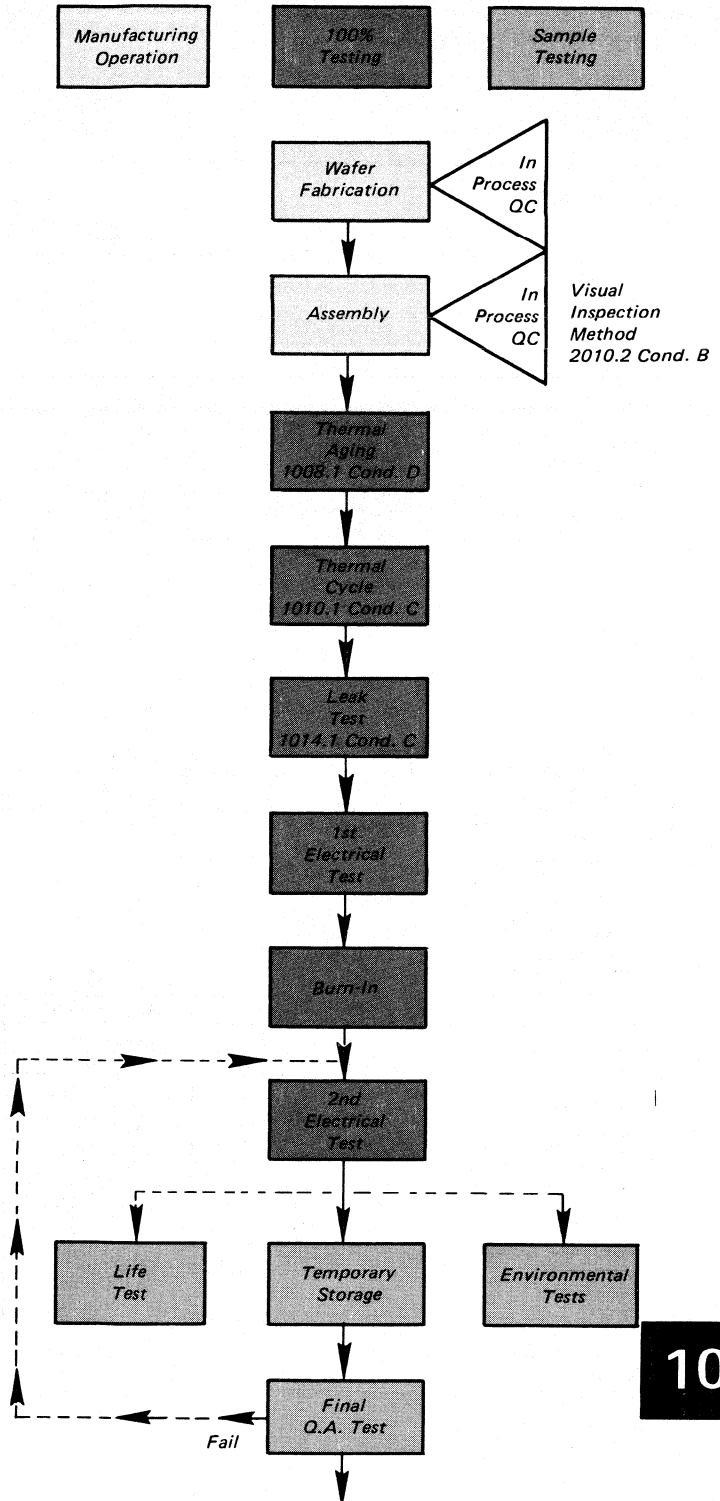 Manufacturing
Operation
100%
Testing
Sample
Testing
Wafer
Fabrication
In
Process
QC
Assembly
In
Process
QC
Visual
Inspection
Method
2010.2 Cond. B
Thermal
Aging
1008.1 Cond. D
Thermal
Cycle
1010.1 Cond. C
Leak
Test
1014.1 Cond. C
1st
Electrical
Test
Burn-In
2nd
Electrical
Test
Life
Test
Temporary
Storage
Environmental
Tests
10
Final
Q.A. Test
Fail